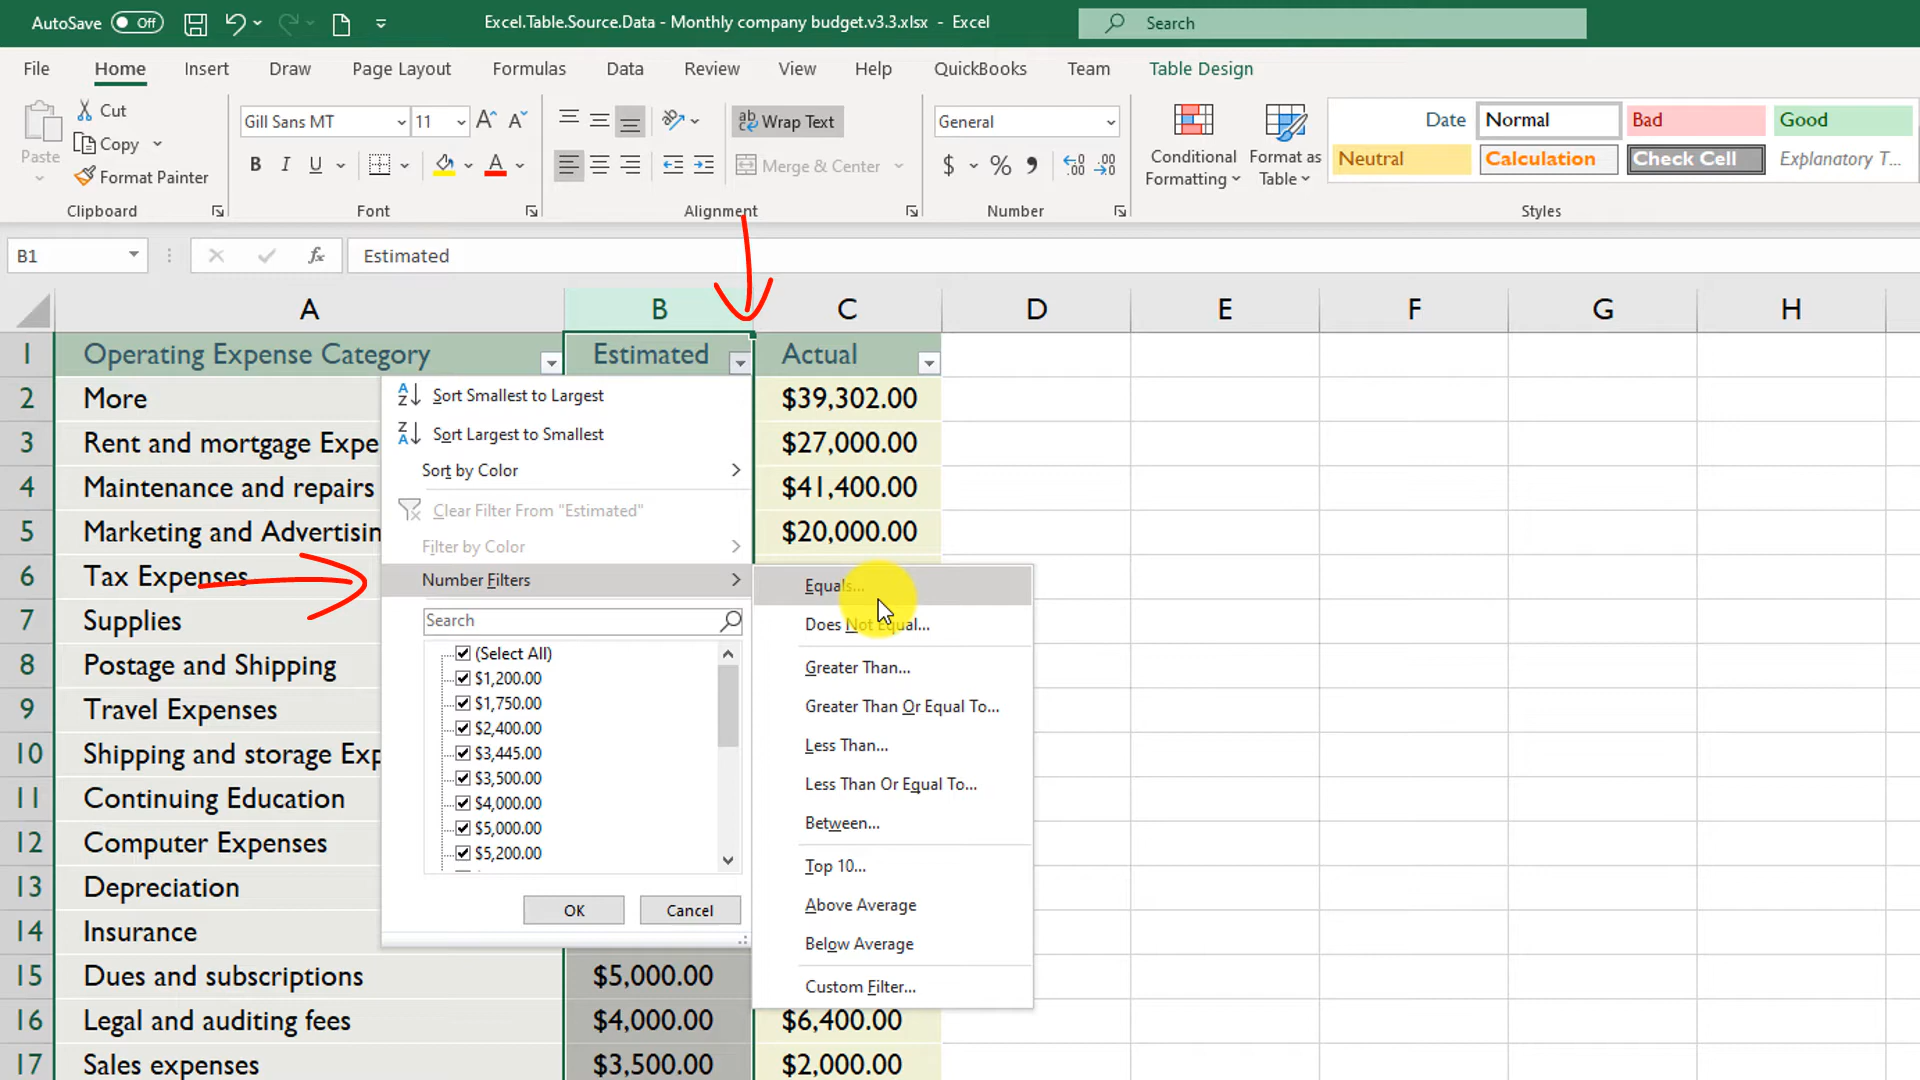 AutoSave Off Excel.Table.Source.Data - Monthly company budget.v3.3.xlsx - Excel Search
File Home Insert Draw Page Layout Formulas Data Review View Help QuickBooks Team Table Design
Paste
Cut
Copy
Format Painter
Clipboard
Gill Sans MT 11
B I U
Font
ab Wrap Text
Merge & Center
Alignment
General
$ % ,
Number
Conditional Formatting
Format as Table
Date Normal Bad Good
Neutral Calculation Check Cell Explanatory T...
Styles
B1 fx Estimated
A B C D E F G H
1 Operating Expense Category Estimated Actual
2 More $39,302.00
3 Rent and mortgage Expe $27,000.00
4 Maintenance and repairs $41,400.00
5 Marketing and Advertisin $20,000.00
6 Tax Expenses
7 Supplies
8 Postage and Shipping
9 Travel Expenses
10 Shipping and storage Exp
11 Continuing Education
12 Computer Expenses
13 Depreciation
14 Insurance
15 Dues and subscriptions $5,000.00
16 Legal and auditing fees $4,000.00 $6,400.00
17 Sales expenses $3,500.00 $2,000.00
Sort Smallest to Largest
Sort Largest to Smallest
Sort by Color
Clear Filter From "Estimated"
Filter by Color
Number Filters
Search
(Select All)
$1,200.00
$1,750.00
$2,400.00
$3,445.00
$3,500.00
$4,000.00
$5,000.00
$5,200.00
OK Cancel
Equals...
Does Not Equal...
Greater Than...
Greater Than Or Equal To...
Less Than...
Less Than Or Equal To...
Between...
Top 10...
Above Average
Below Average
Custom Filter...